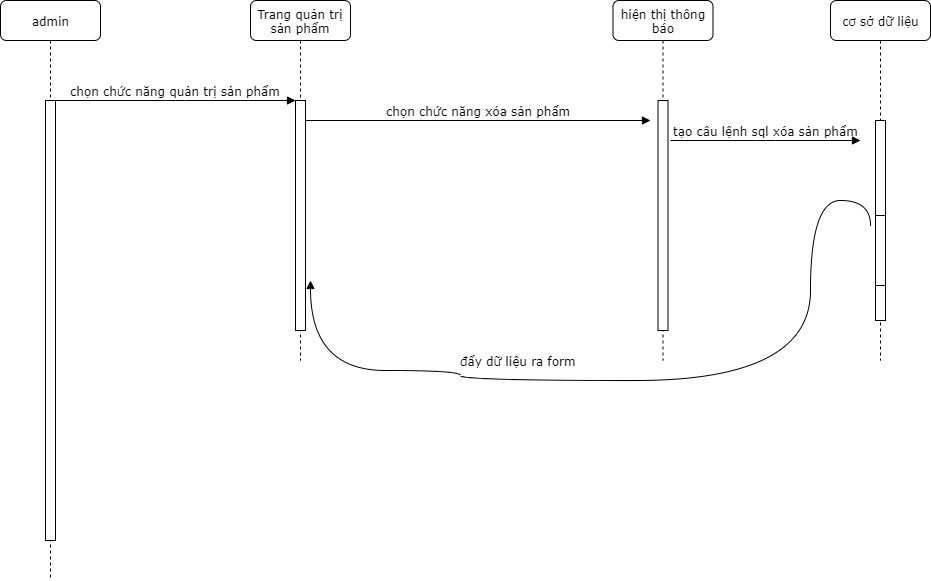 admin
Trang quản trị
sản phẩm
hiện thị thông
báo
cơ sở dữ liệu
chọn chức năng quản trị sản phẩm
chọn chức năng xóa sản phẩm
tạo câu lệnh sql xóa sản phẩm
đẩy dữ liệu ra form